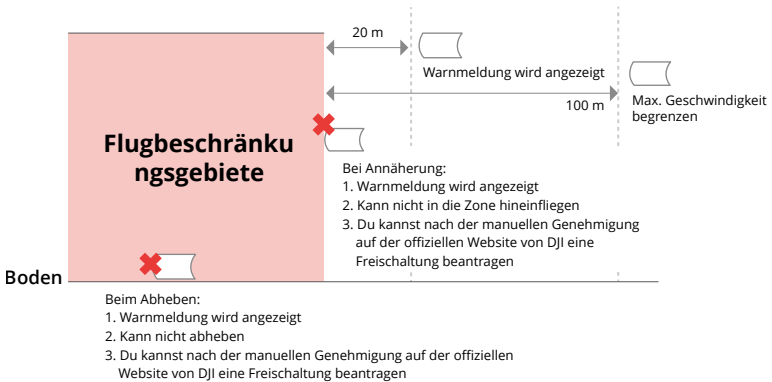 20 m
Warnmeldung wird angezeigt
100 m
Max. Geschwindigkeit
begrenzen
Flugbeschränku
ngsgebiete
Bei Annäherung:
1. Warnmeldung wird angezeigt
2. Kann nicht in die Zone hineinfliegen
3. Du kannst nach der manuellen Genehmigung
auf der offiziellen Website von DJI eine
Freischaltung beantragen
Boden
Beim Abheben:
1. Warnmeldung wird angezeigt
2. Kann nicht abheben
3. Du kannst nach der manuellen Genehmigung auf der offiziellen
Website von DJI eine Freischaltung beantragen